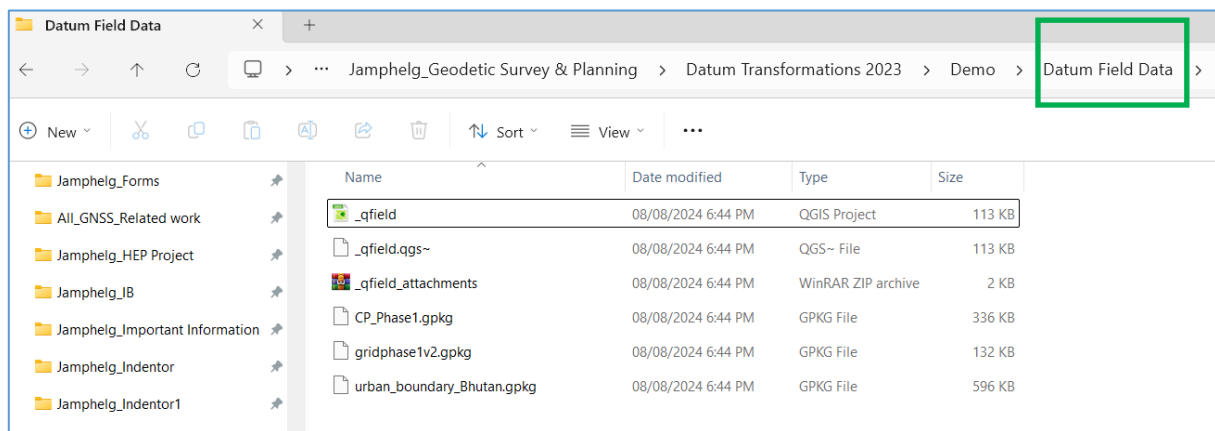 Datum Field Data
Jamphelg_Geodetic Survey & Planning > Datum Transformations 2023 > Demo > Datum Field Data >
New Sort View
Name Date modified Type Size
Jamphelg_Forms
All_GNSS_Related work
Jamphelg_HEP Project
Jamphelg_IB
Jamphelg_Important Information
Jamphelg_Indentor
Jamphelg_Indentor1
_qfield 08/08/2024 6:44 PM QGIS Project 113 KB
_qfield.qgs~ 08/08/2024 6:44 PM QGS~ File 113 KB
_qfield_attachments 08/08/2024 6:44 PM WinRAR ZIP archive 2 KB
CP_Phase1.gpkg 08/08/2024 6:44 PM GPKG File 336 KB
gridphase1v2.gpkg 08/08/2024 6:44 PM GPKG File 132 KB
urban_boundary_Bhutan.gpkg 08/08/2024 6:44 PM GPKG File 596 KB